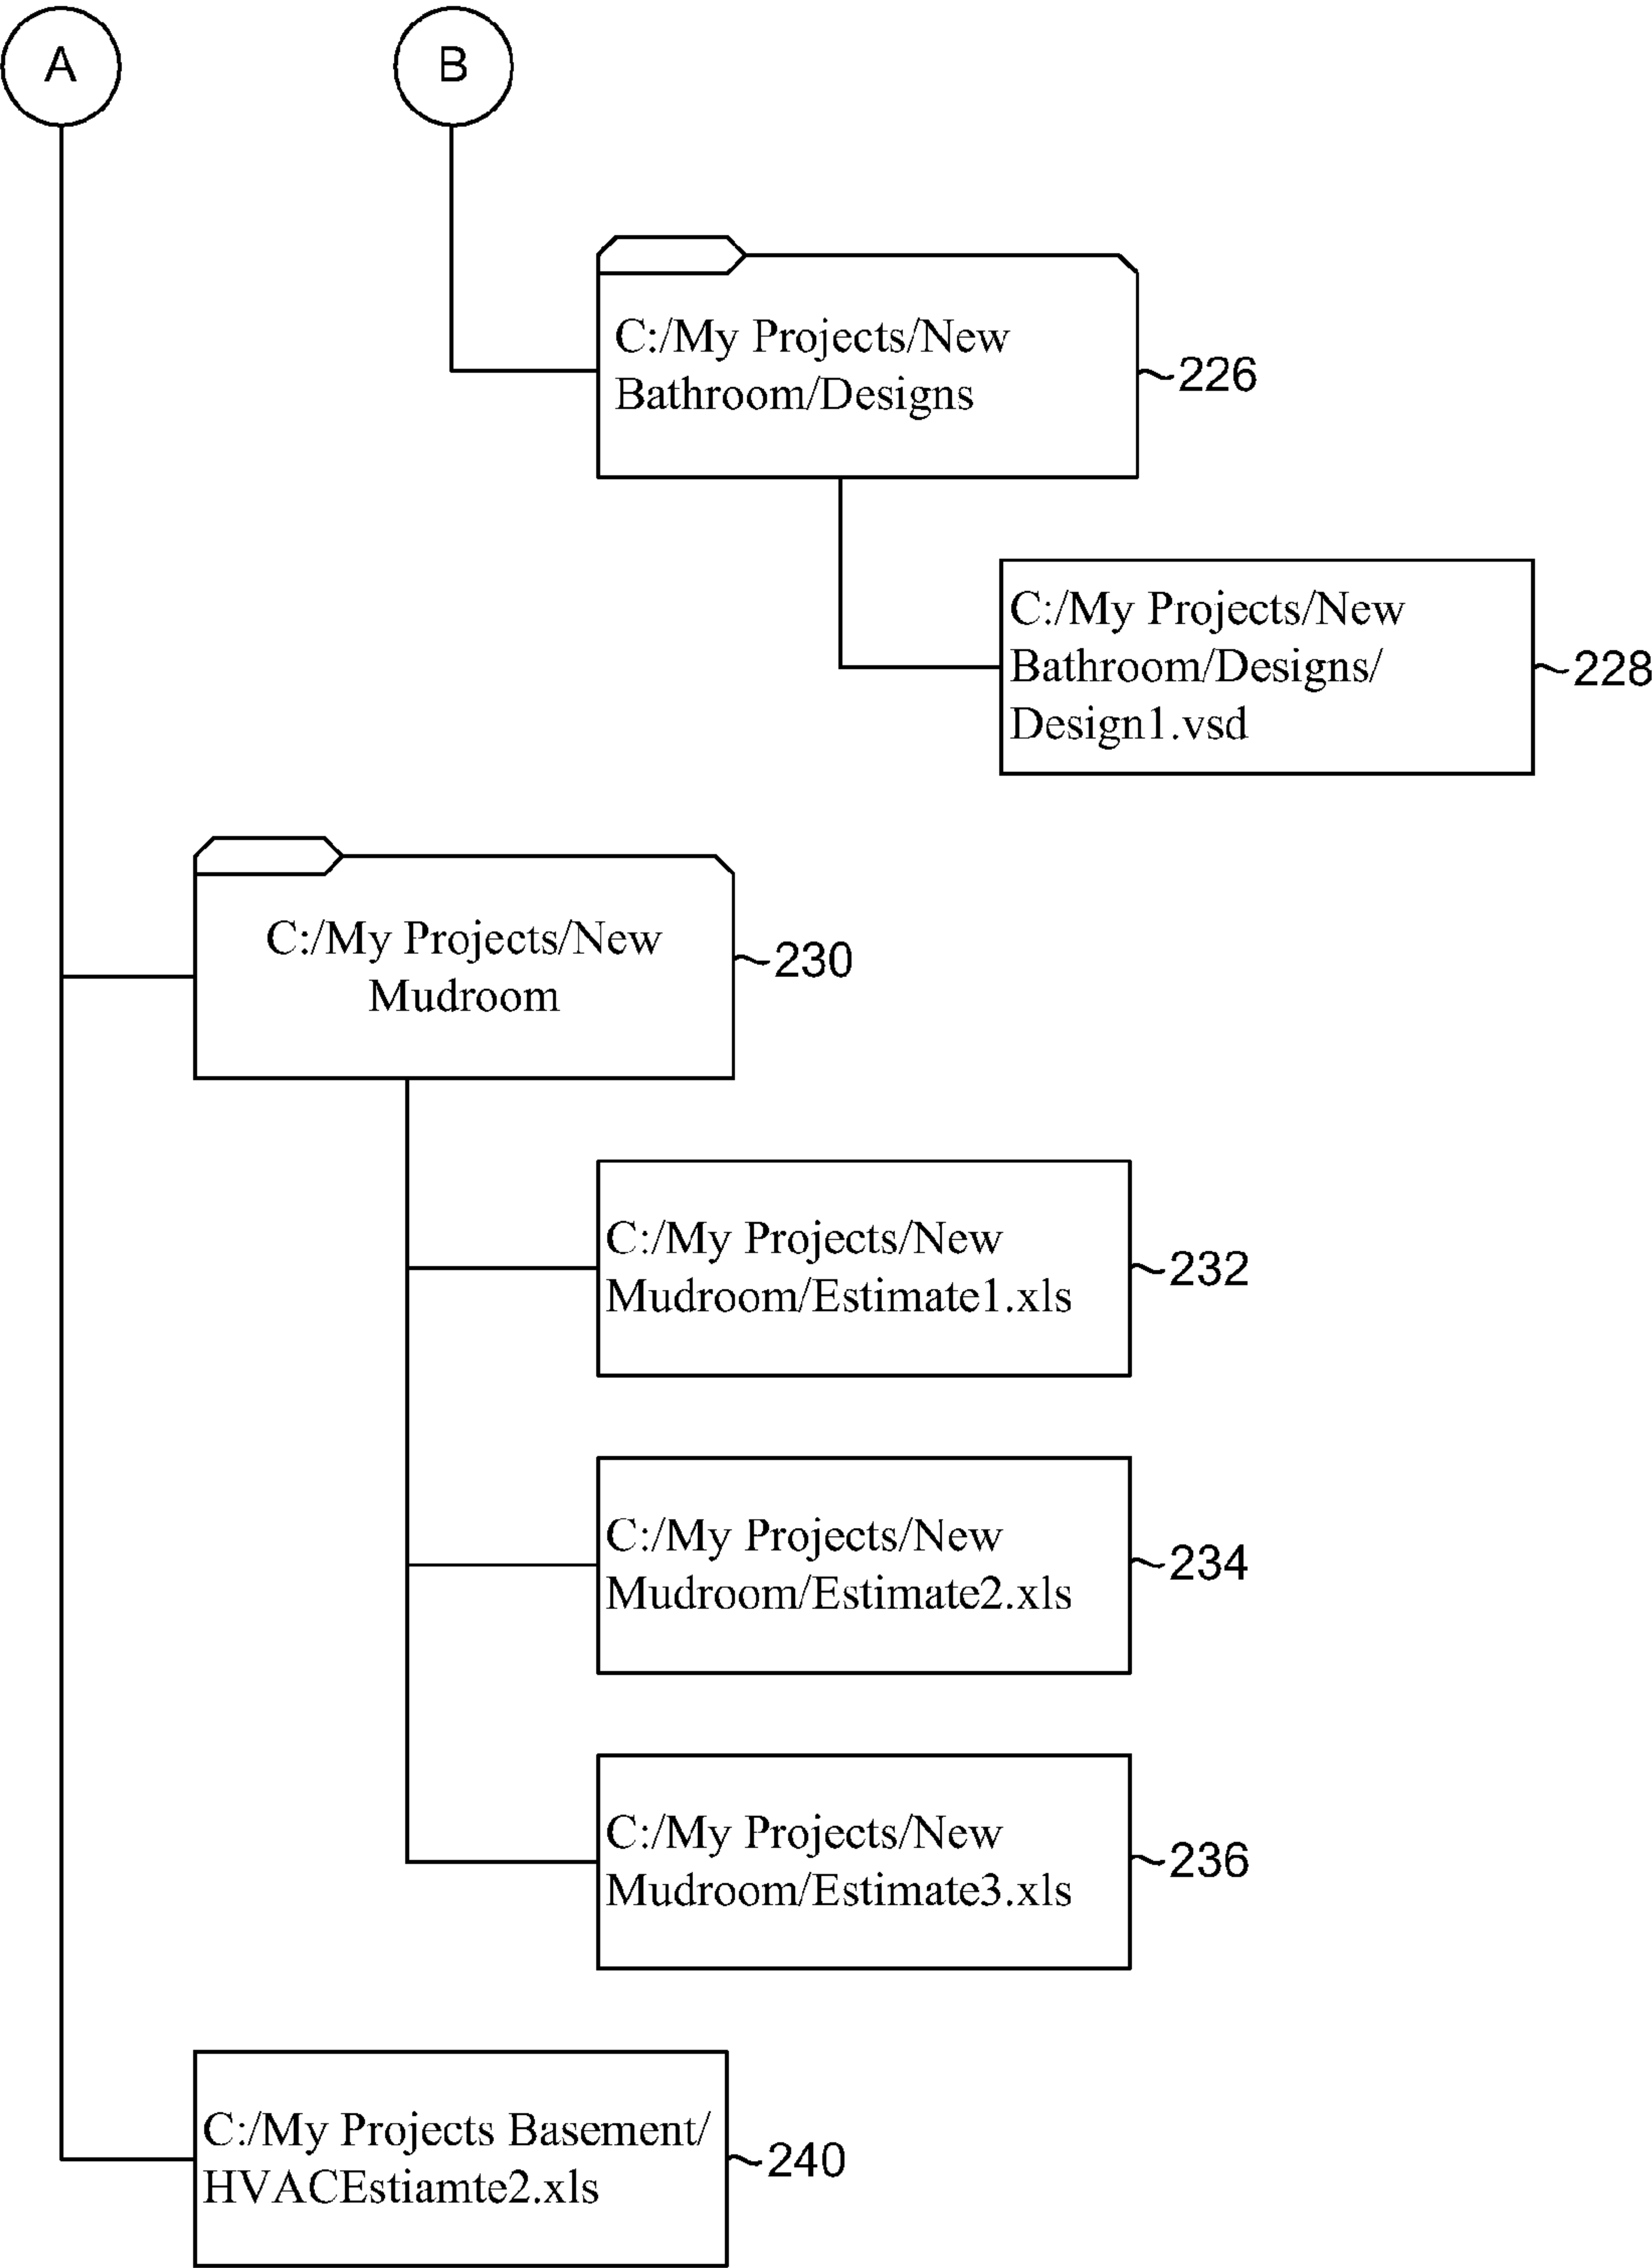 A
B
C:/My Projects/New
Bathroom/Designs
226
C:/My Projects/New
Bathroom/Designs/
Design1.vsd
228
C:/My Projects/New
Mudroom
230
C:/My Projects/New
Mudroom/Estimate1.xls
232
C:/My Projects/New
Mudroom/Estimate2.xls
234
C:/My Projects/New
Mudroom/Estimate3.xls
236
C:/My Projects Basement/
HVACEstiamte2.xls
240